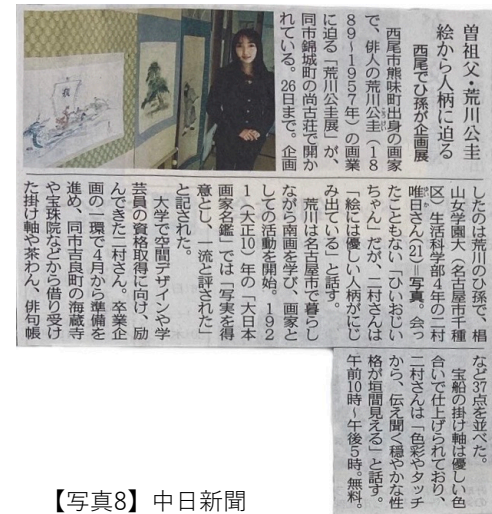 曽祖父・荒川公圭
絵から人柄に迫る
西尾でひ孫が企画展
西尾市熊味町出身の画家
で、俳人の荒川公圭(18
89〜1957年)の画業
に迫る「荒川公圭展」が、
同市錦城町の尚古荘で開か
れている。26日まで。企画
したのは荒川のひ孫で、椙
山女学園大(名古屋市千種
区)生活科学部4年の二村
唯日さん(21)=写真。会っ
たこともない「ひいおじい
ちゃん」だが、二村さんは
「絵には優しい人柄がにじ
み出ている」と話す。
荒川は名古屋市で暮らし
ながら南画を学び、画家と
しての活動を開始。192
1(大正10)年の「大日本
画家名鑑」では「写実を得
意とし、一流と評された」
と記された。
大学で空間デザインや学
芸員の資格取得に向け、励
んできた二村さん。卒業企
画の一環で4月から準備を
進め、同市吉良町の海蔵寺
や宝珠院などから借り受け
た掛け軸や茶わん、俳句帳
など37点を並べた。
宝船の掛け軸は優しい色
合いで仕上げられており、
二村さんは「色彩やタッチ
から、伝え聞く穏やかな性
格が垣間見える」と話す。
午前10時〜午後5時。無料。
【写真8】中日新聞